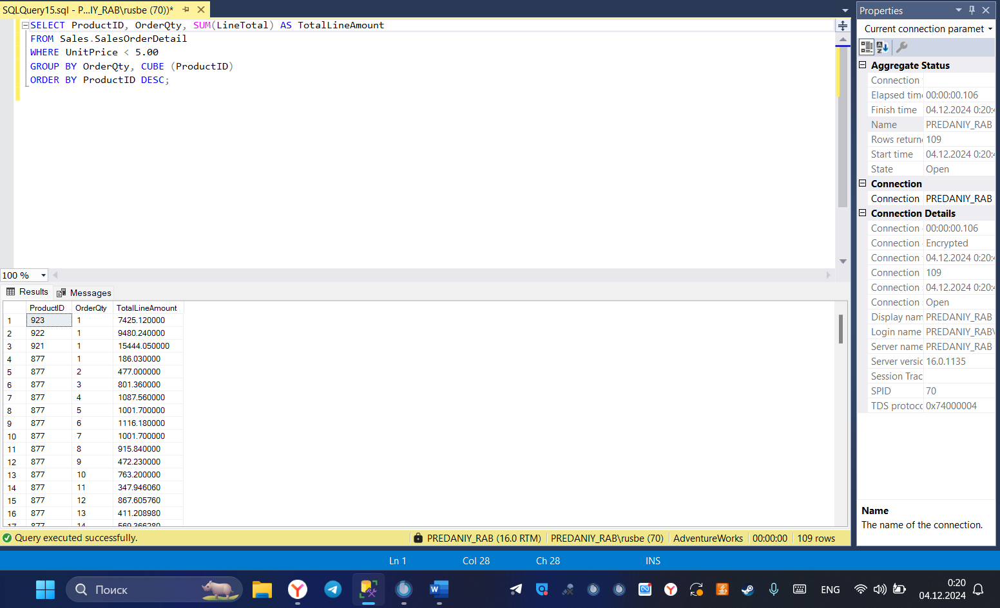 SQLQuery15.sql - P...IY_RAB\rusbe (70))*
SELECT ProductID, OrderQty, SUM(LineTotal) AS TotalLineAmount
FROM Sales.SalesOrderDetail
WHERE UnitPrice < 5.00
GROUP BY OrderQty, CUBE (ProductID)
ORDER BY ProductID DESC;
100 %
Results Messages
ProductID OrderQty TotalLineAmount
1 923 1 7425.120000
2 922 1 9480.240000
3 921 1 15444.050000
4 877 1 186.030000
5 877 2 477.000000
6 877 3 801.360000
7 877 4 1087.560000
8 877 5 1001.700000
9 877 6 1116.180000
10 877 7 1001.700000
11 877 8 915.840000
12 877 9 472.230000
13 877 10 763.200000
14 877 11 347.946060
15 877 12 867.605760
16 877 13 411.208980
17 877 14 569.366280
Query executed successfully. PREDANIY_RAB (16.0 RTM) PREDANIY_RAB\rusbe (70) AdventureWorks 00:00:00 109 rows
Properties
Current connection paramet
Aggregate Status
Connection
Elapsed tim 00:00:00.106
Finish time 04.12.2024 0:20:4
Name PREDANIY_RAB
Rows return 109
Start time 04.12.2024 0:20:4
State Open
Connection
Connection PREDANIY_RAB
Connection Details
Connection 00:00:00.106
Connection Encrypted
Connection 04.12.2024 0:20:4
Connection 109
Connection 04.12.2024 0:20:4
Connection Open
Display nam PREDANIY_RAB
Login name PREDANIY_RAB\
Server name PREDANIY_RAB
Server versic 16.0.1135
Session Trac
SPID 70
TDS protoco 0x74000004
Name
The name of the connection.
Ln 1 Col 28 Ch 28 INS
Поиск
ENG
0:20
04.12.2024